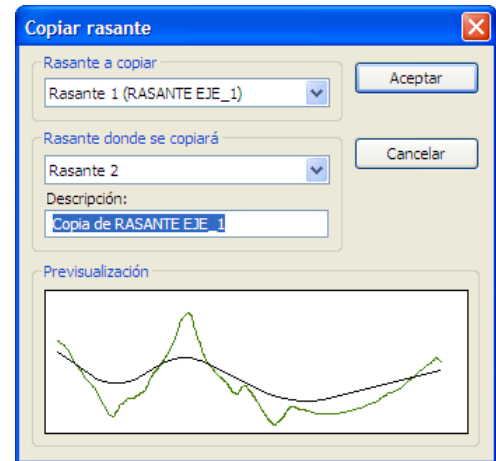 Copiar rasante
Rasante a copiar
Rasante 1 (RASANTE EJE_1)
Aceptar
Rasante donde se copiará
Rasante 2
Cancelar
Descripción:
Copia de RASANTE EJE_1
Previsualización